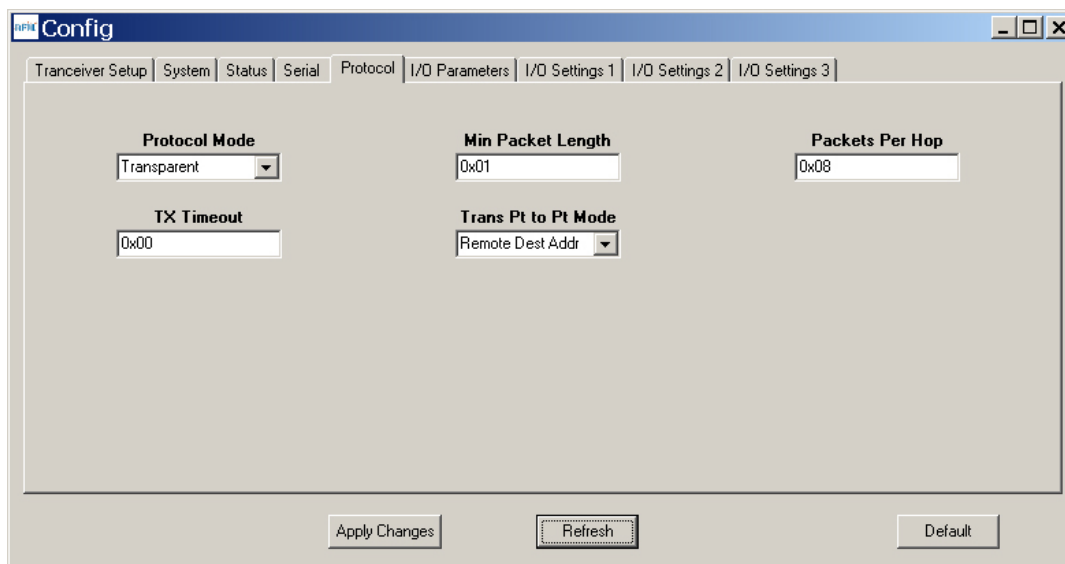 RFM Config
Tranceiver Setup System Status Serial Protocol I/O Parameters I/O Settings 1 I/O Settings 2 I/O Settings 3
Protocol Mode Min Packet Length Packets Per Hop
Transparent 0x01 0x08
TX Timeout Trans Pt to Pt Mode
0x00 Remote Dest Addr
Apply Changes Refresh Default